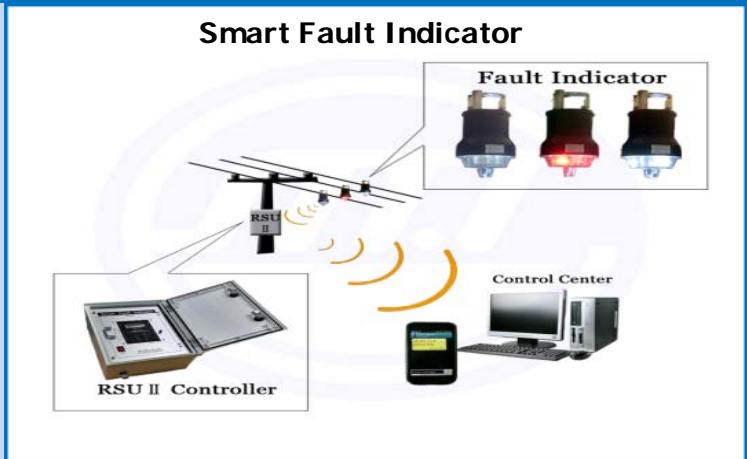 Smart Fault Indicator
Fault Indicator
RSU
II
Control Center
RSU Ⅱ Controller